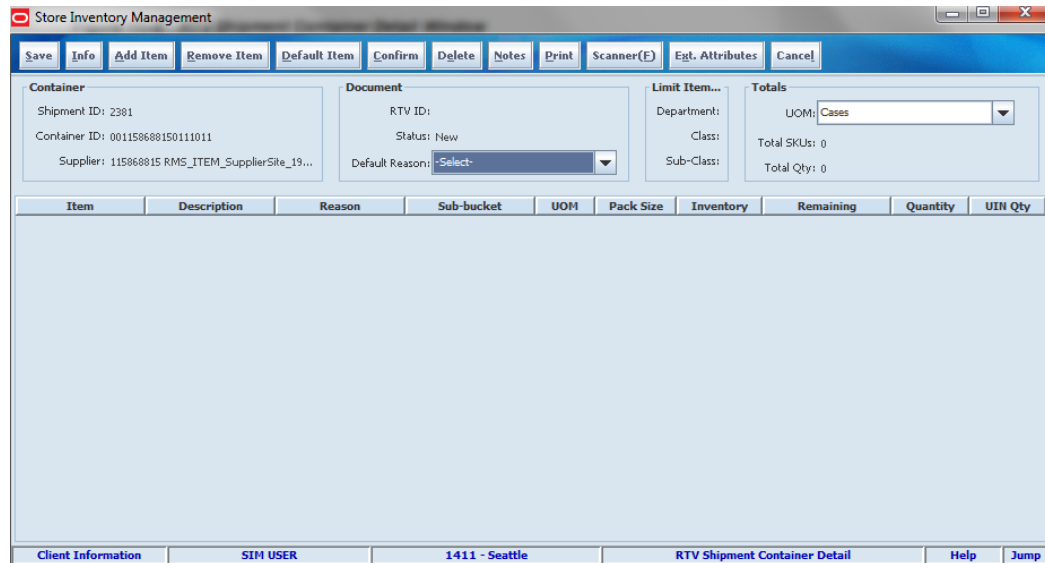 Store Inventory Management
Save Info Add Item Remove Item Default Item Confirm Delete Notes Print Scanner(F) Ext. Attributes Cancel
Container Document Limit Item... Totals
Shipment ID: 2381 RTV ID: Department: UOM: Cases
Container ID: 001158688150111011 Status: New Class: Total SKUs: 0
Supplier: 115868815 RMS_ITEM_SupplierSite_19... Default Reason: -Select- Sub-Class: Total Qty: 0
Item Description Reason Sub-bucket UOM Pack Size Inventory Remaining Quantity UIN Qty
Client Information SIM USER 1411 - Seattle RTV Shipment Container Detail Help Jump